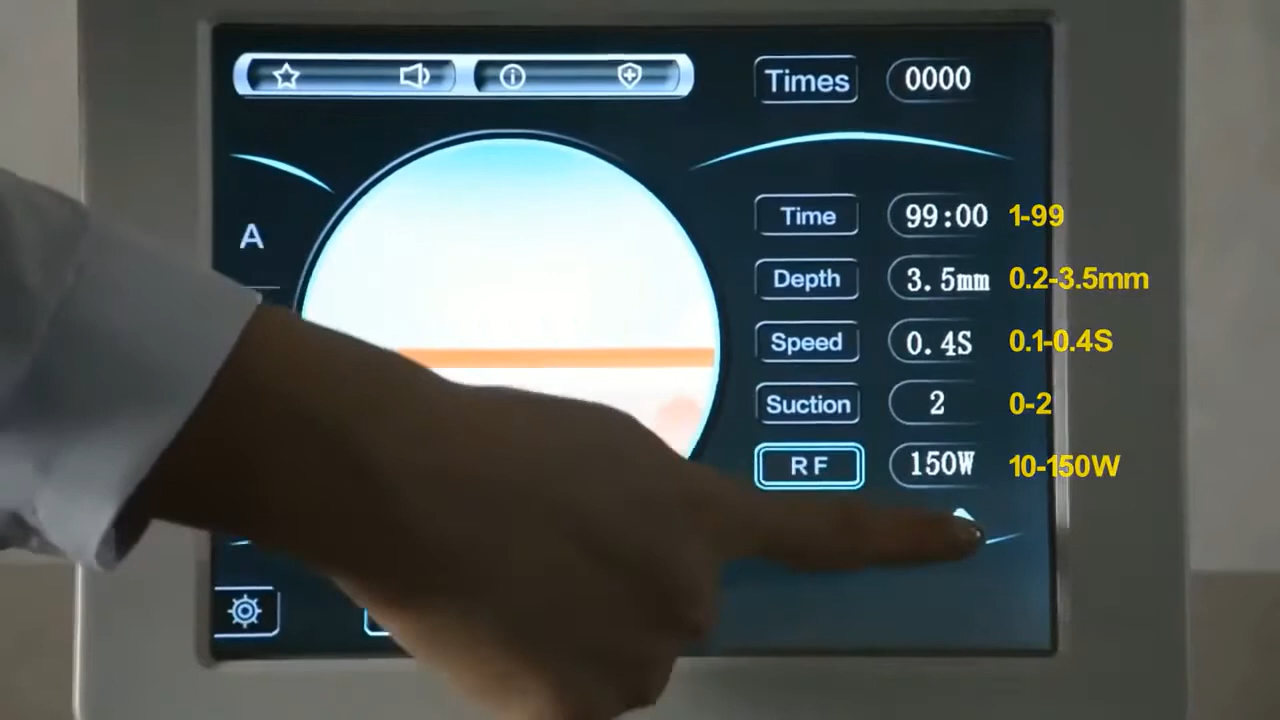 Times 0000
A
Time 99:00 1-99
Depth 3.5mm 0.2-3.5mm
Speed 0.4S 0.1-0.4S
Suction 2 0-2
RF 150W 10-150W